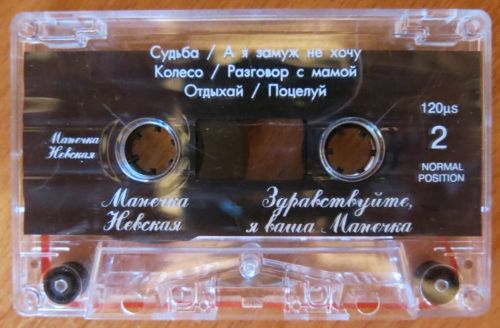 Судьба / А я замуж не хочу
Колесо / Разговор с мамой
Отдыхай / Поцелуй
120µs
2
NORMAL
POSITION
Манечка
Невская
Манечка
Невская
Здравствуйте,
я ваша Манечка